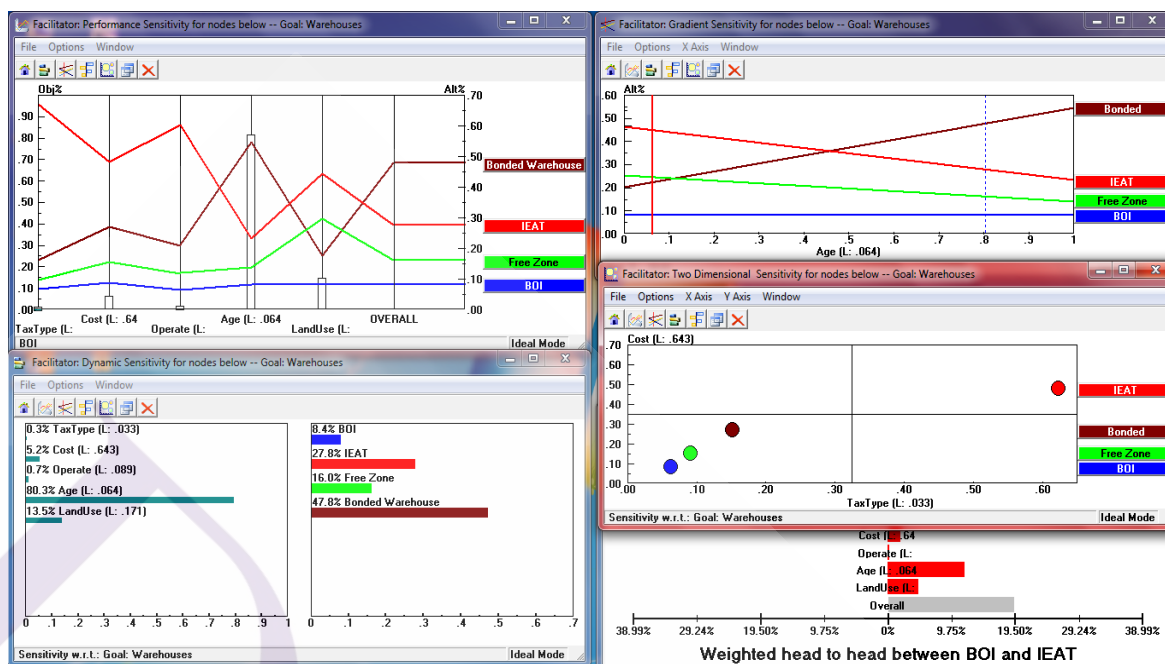 Facilitator: Performance Sensitivity for nodes below -- Goal: Warehouses
File Options Window
Obj% Alt%
.90
.80
.70
.60
.50
.40
.30
.20
.10
.00
.70
.60
.50
.40
.30
.20
.10
.00
Bonded Warehouse
IEAT
Free Zone
BOI
Cost (L: .64 Age (L: .064 OVERALL
TaxType (L: Operate (L: LandUse (L:
BOI Ideal Mode
Facilitator: Gradient Sensitivity for nodes below -- Goal: Warehouses
File Options X Axis Window
Alt%
.60
.50
.40
.30
.20
.10
.00
Bonded
IEAT
Free Zone
BOI
0 .1 .2 .3 .4 .5 .6 .7 .8 .9 1
Age (L: .064)
Facilitator: Two Dimensional Sensitivity for nodes below -- Goal: Warehouses
File Options X Axis Y Axis Window
Cost (L: .643)
.70
.60
.50
.40
.30
.20
.10
.00
IEAT
Bonded
Free Zone
BOI
.00 .10 .20 .30 .40 .50 .60
TaxType (L: .033)
Sensitivity w.r.t.: Goal: Warehouses Ideal Mode
Facilitator: Dynamic Sensitivity for nodes below -- Goal: Warehouses
File Options Window
0.3% TaxType (L: .033)
5.2% Cost (L: .643)
0.7% Operate (L: .089)
80.3% Age (L: .064)
13.5% LandUse (L: .171)
0 .1 .2 .3 .4 .5 .6 .7 .8 .9 1
8.4% BOI
27.8% IEAT
16.0% Free Zone
47.8% Bonded Warehouse
0 .1 .2 .3 .4 .5 .6 .7
Sensitivity w.r.t.: Goal: Warehouses Ideal Mode
Cost (L: .64
Operate (L:
Age (L: .064
LandUse (L:
Overall
38.99% 29.24% 19.50% 9.75% 0% 9.75% 19.50% 29.24% 38.99%
Weighted head to head between BOI and IEAT